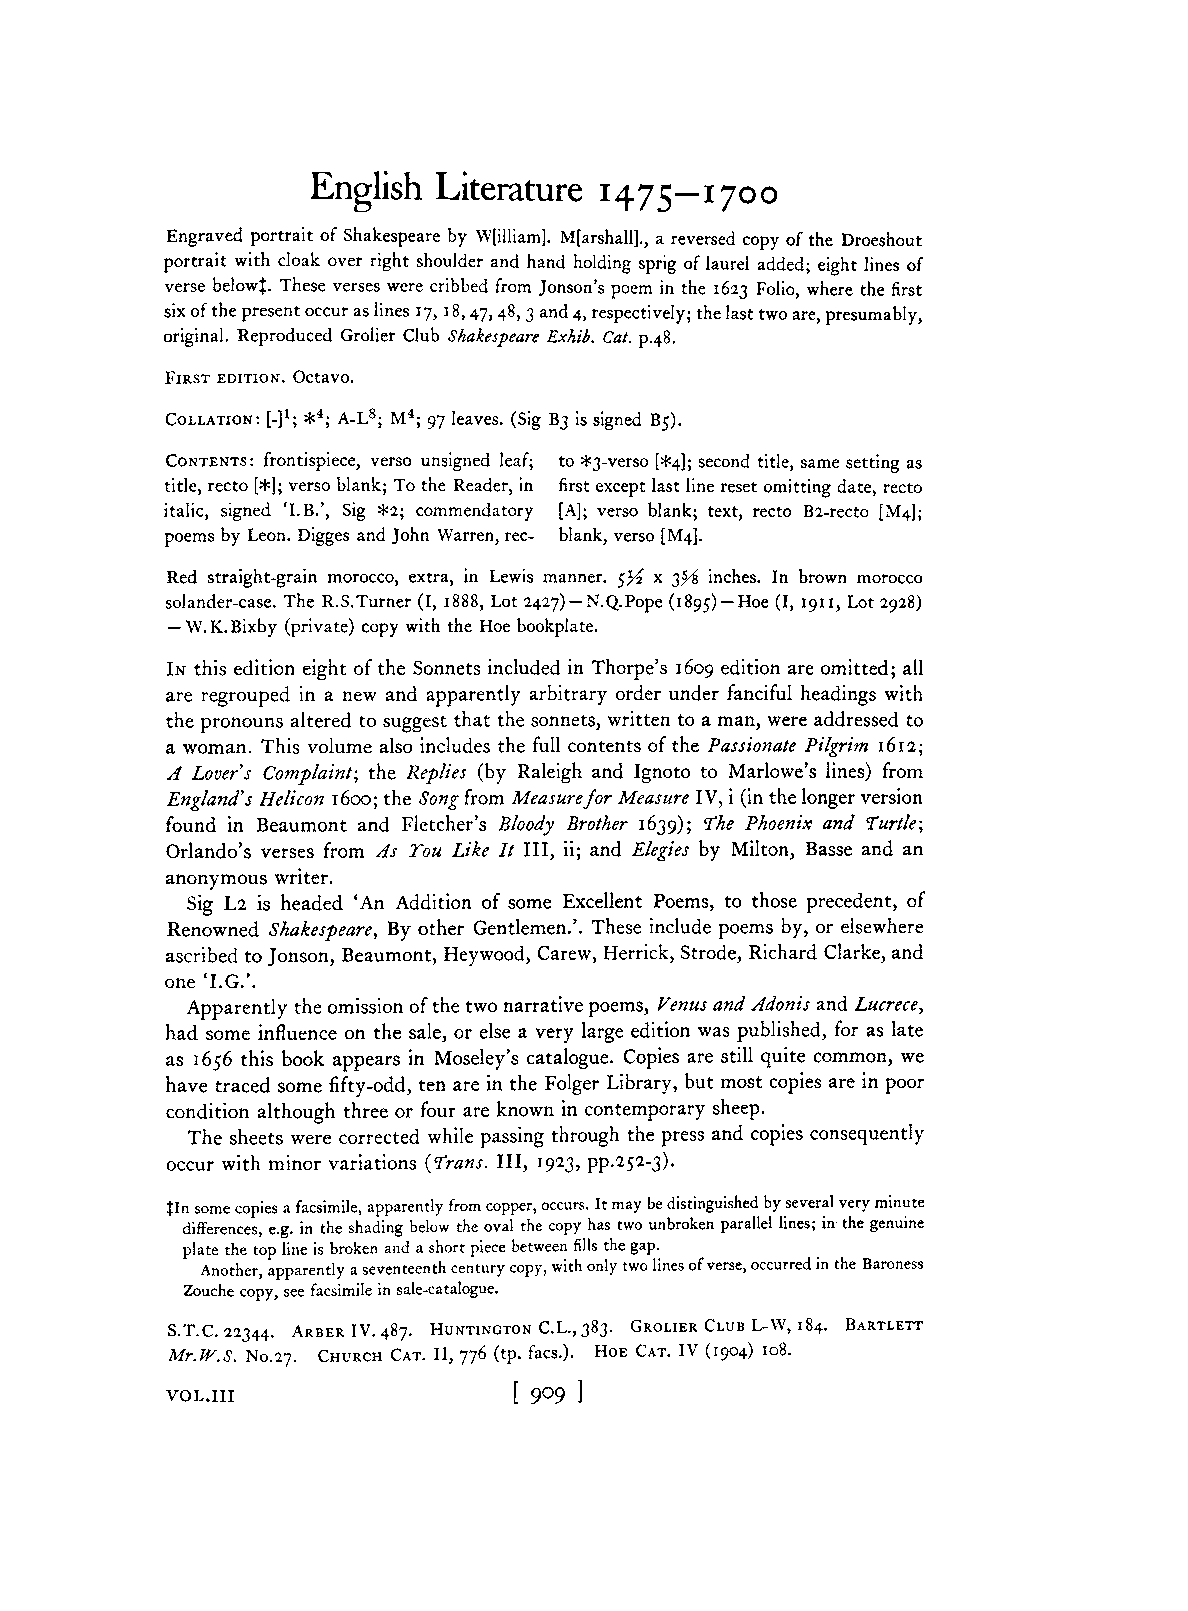 English Literature 1475–1700
Engraved portrait of Shakespeare by W[illiam]. M[arshall]., a reversed copy of the Droeshout
portrait with cloak over right shoulder and hand holding sprig of laurel added; eight lines of
verse below‡. These verses were cribbed from Jonson's poem in the 1623 Folio, where the first
six of the present occur as lines 17, 18, 47, 48, 3 and 4, respectively; the last two are, presumably,
original. Reproduced Grolier Club Shakespeare Exhib. Cat. p.48.
FIRST EDITION. Octavo.
COLLATION: [-]¹; *⁴; A-L⁸; M⁴; 97 leaves. (Sig B3 is signed B5).
CONTENTS: frontispiece, verso unsigned leaf;
title, recto [*]; verso blank; To the Reader, in
italic, signed 'I.B.', Sig *2; commendatory
poems by Leon. Digges and John Warren, rec-
to *3-verso [*4]; second title, same setting as
first except last line reset omitting date, recto
[A]; verso blank; text, recto B2-recto [M4];
blank, verso [M4].
Red straight-grain morocco, extra, in Lewis manner. 5½ x 3⅝ inches. In brown morocco
solander-case. The R.S.Turner (I, 1888, Lot 2427) — N.Q.Pope (1895) — Hoe (I, 1911, Lot 2928)
— W.K.Bixby (private) copy with the Hoe bookplate.
IN this edition eight of the Sonnets included in Thorpe's 1609 edition are omitted; all
are regrouped in a new and apparently arbitrary order under fanciful headings with
the pronouns altered to suggest that the sonnets, written to a man, were addressed to
a woman. This volume also includes the full contents of the Passionate Pilgrim 1612;
A Lover's Complaint; the Replies (by Raleigh and Ignoto to Marlowe's lines) from
England's Helicon 1600; the Song from Measure for Measure IV, i (in the longer version
found in Beaumont and Fletcher's Bloody Brother 1639); The Phoenix and Turtle;
Orlando's verses from As You Like It III, ii; and Elegies by Milton, Basse and an
anonymous writer.
Sig L2 is headed 'An Addition of some Excellent Poems, to those precedent, of
Renowned Shakespeare, By other Gentlemen.'. These include poems by, or elsewhere
ascribed to Jonson, Beaumont, Heywood, Carew, Herrick, Strode, Richard Clarke, and
one 'I.G.'.
Apparently the omission of the two narrative poems, Venus and Adonis and Lucrece,
had some influence on the sale, or else a very large edition was published, for as late
as 1656 this book appears in Moseley's catalogue. Copies are still quite common, we
have traced some fifty-odd, ten are in the Folger Library, but most copies are in poor
condition although three or four are known in contemporary sheep.
The sheets were corrected while passing through the press and copies consequently
occur with minor variations (Trans. III, 1923, pp.252-3).
‡In some copies a facsimile, apparently from copper, occurs. It may be distinguished by several very minute
differences, e.g. in the shading below the oval the copy has two unbroken parallel lines; in the genuine
plate the top line is broken and a short piece between fills the gap.
Another, apparently a seventeenth century copy, with only two lines of verse, occurred in the Baroness
Zouche copy, see facsimile in sale-catalogue.
S.T.C. 22344. ARBER IV. 487. HUNTINGTON C.L., 383. GROLIER CLUB L-W, 184. BARTLETT
Mr.W.S. No.27. CHURCH CAT. II, 776 (tp. facs.). HOE CAT. IV (1904) 108.
VOL.III [ 909 ]